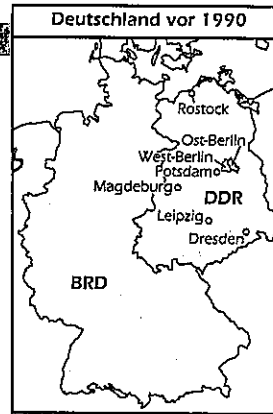 Deutschland vor 1990
Rostock
Ost-Berlin
West-Berlin
Potsdam
Magdeburg
DDR
Leipzig
Dresden
BRD